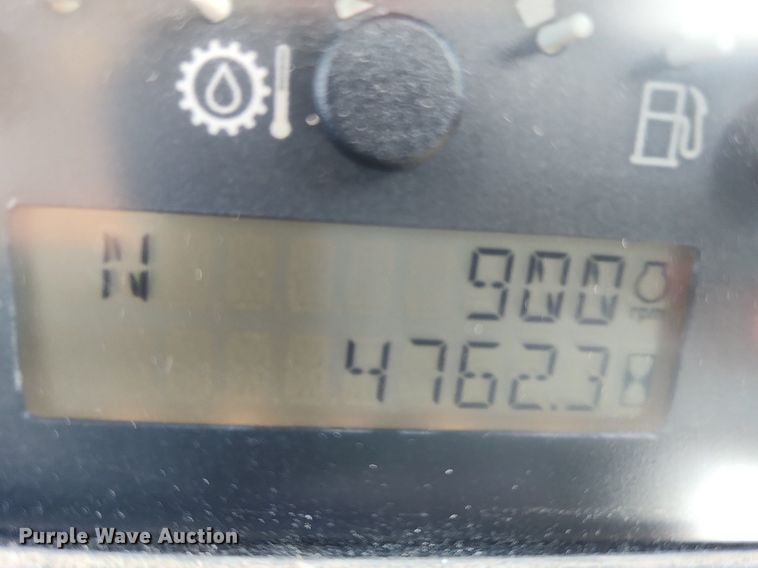 N 900 rpm
4762.3
Purple Wave Auction